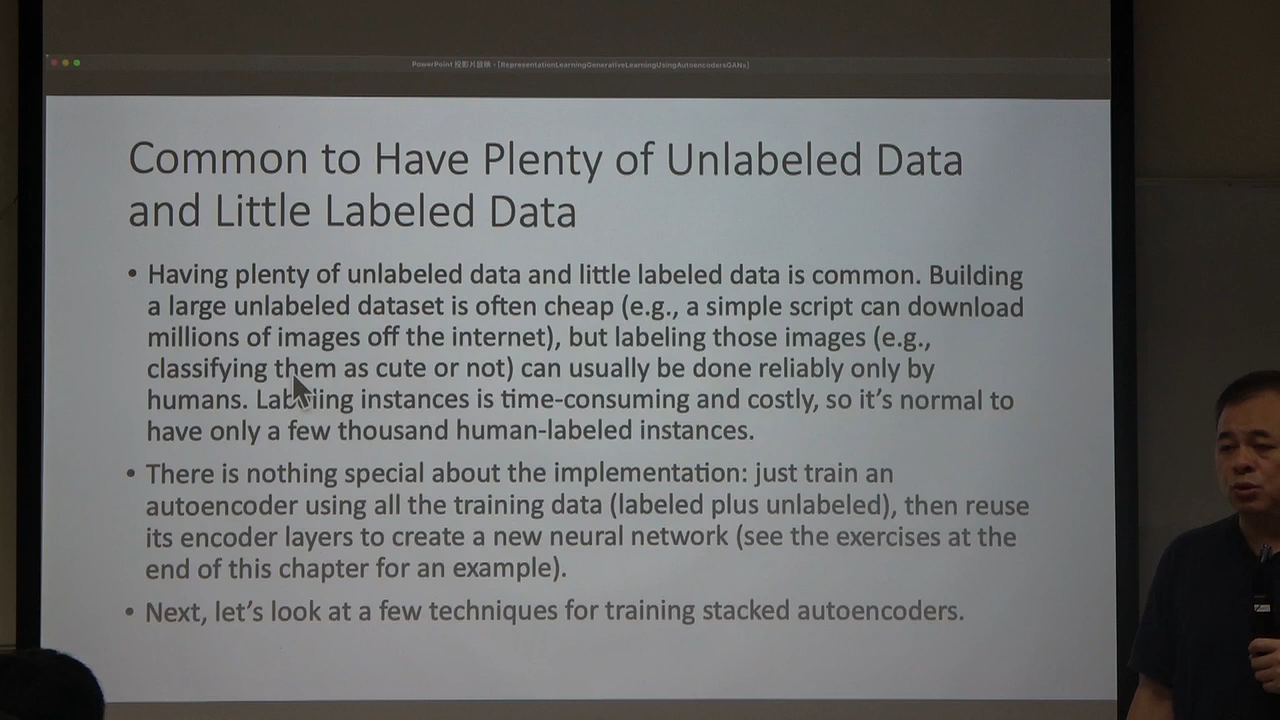 PowerPoint 投影片放映 - [RepresentationLearningGenerativeLearningUsingAutoencodersGANs]
Common to Have Plenty of Unlabeled Data
and Little Labeled Data
• Having plenty of unlabeled data and little labeled data is common. Building
a large unlabeled dataset is often cheap (e.g., a simple script can download
millions of images off the internet), but labeling those images (e.g.,
classifying them as cute or not) can usually be done reliably only by
humans. Labeling instances is time-consuming and costly, so it's normal to
have only a few thousand human-labeled instances.
• There is nothing special about the implementation: just train an
autoencoder using all the training data (labeled plus unlabeled), then reuse
its encoder layers to create a new neural network (see the exercises at the
end of this chapter for an example).
• Next, let's look at a few techniques for training stacked autoencoders.